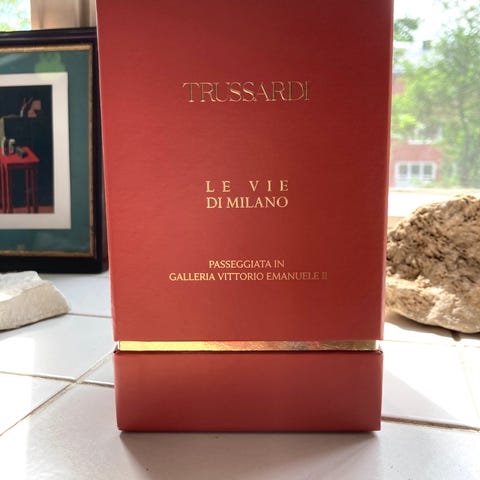 TRUSSARDI
LE VIE
DI MILANO
PASSEGGIATA IN
GALLERIA VITTORIO EMANUELE II